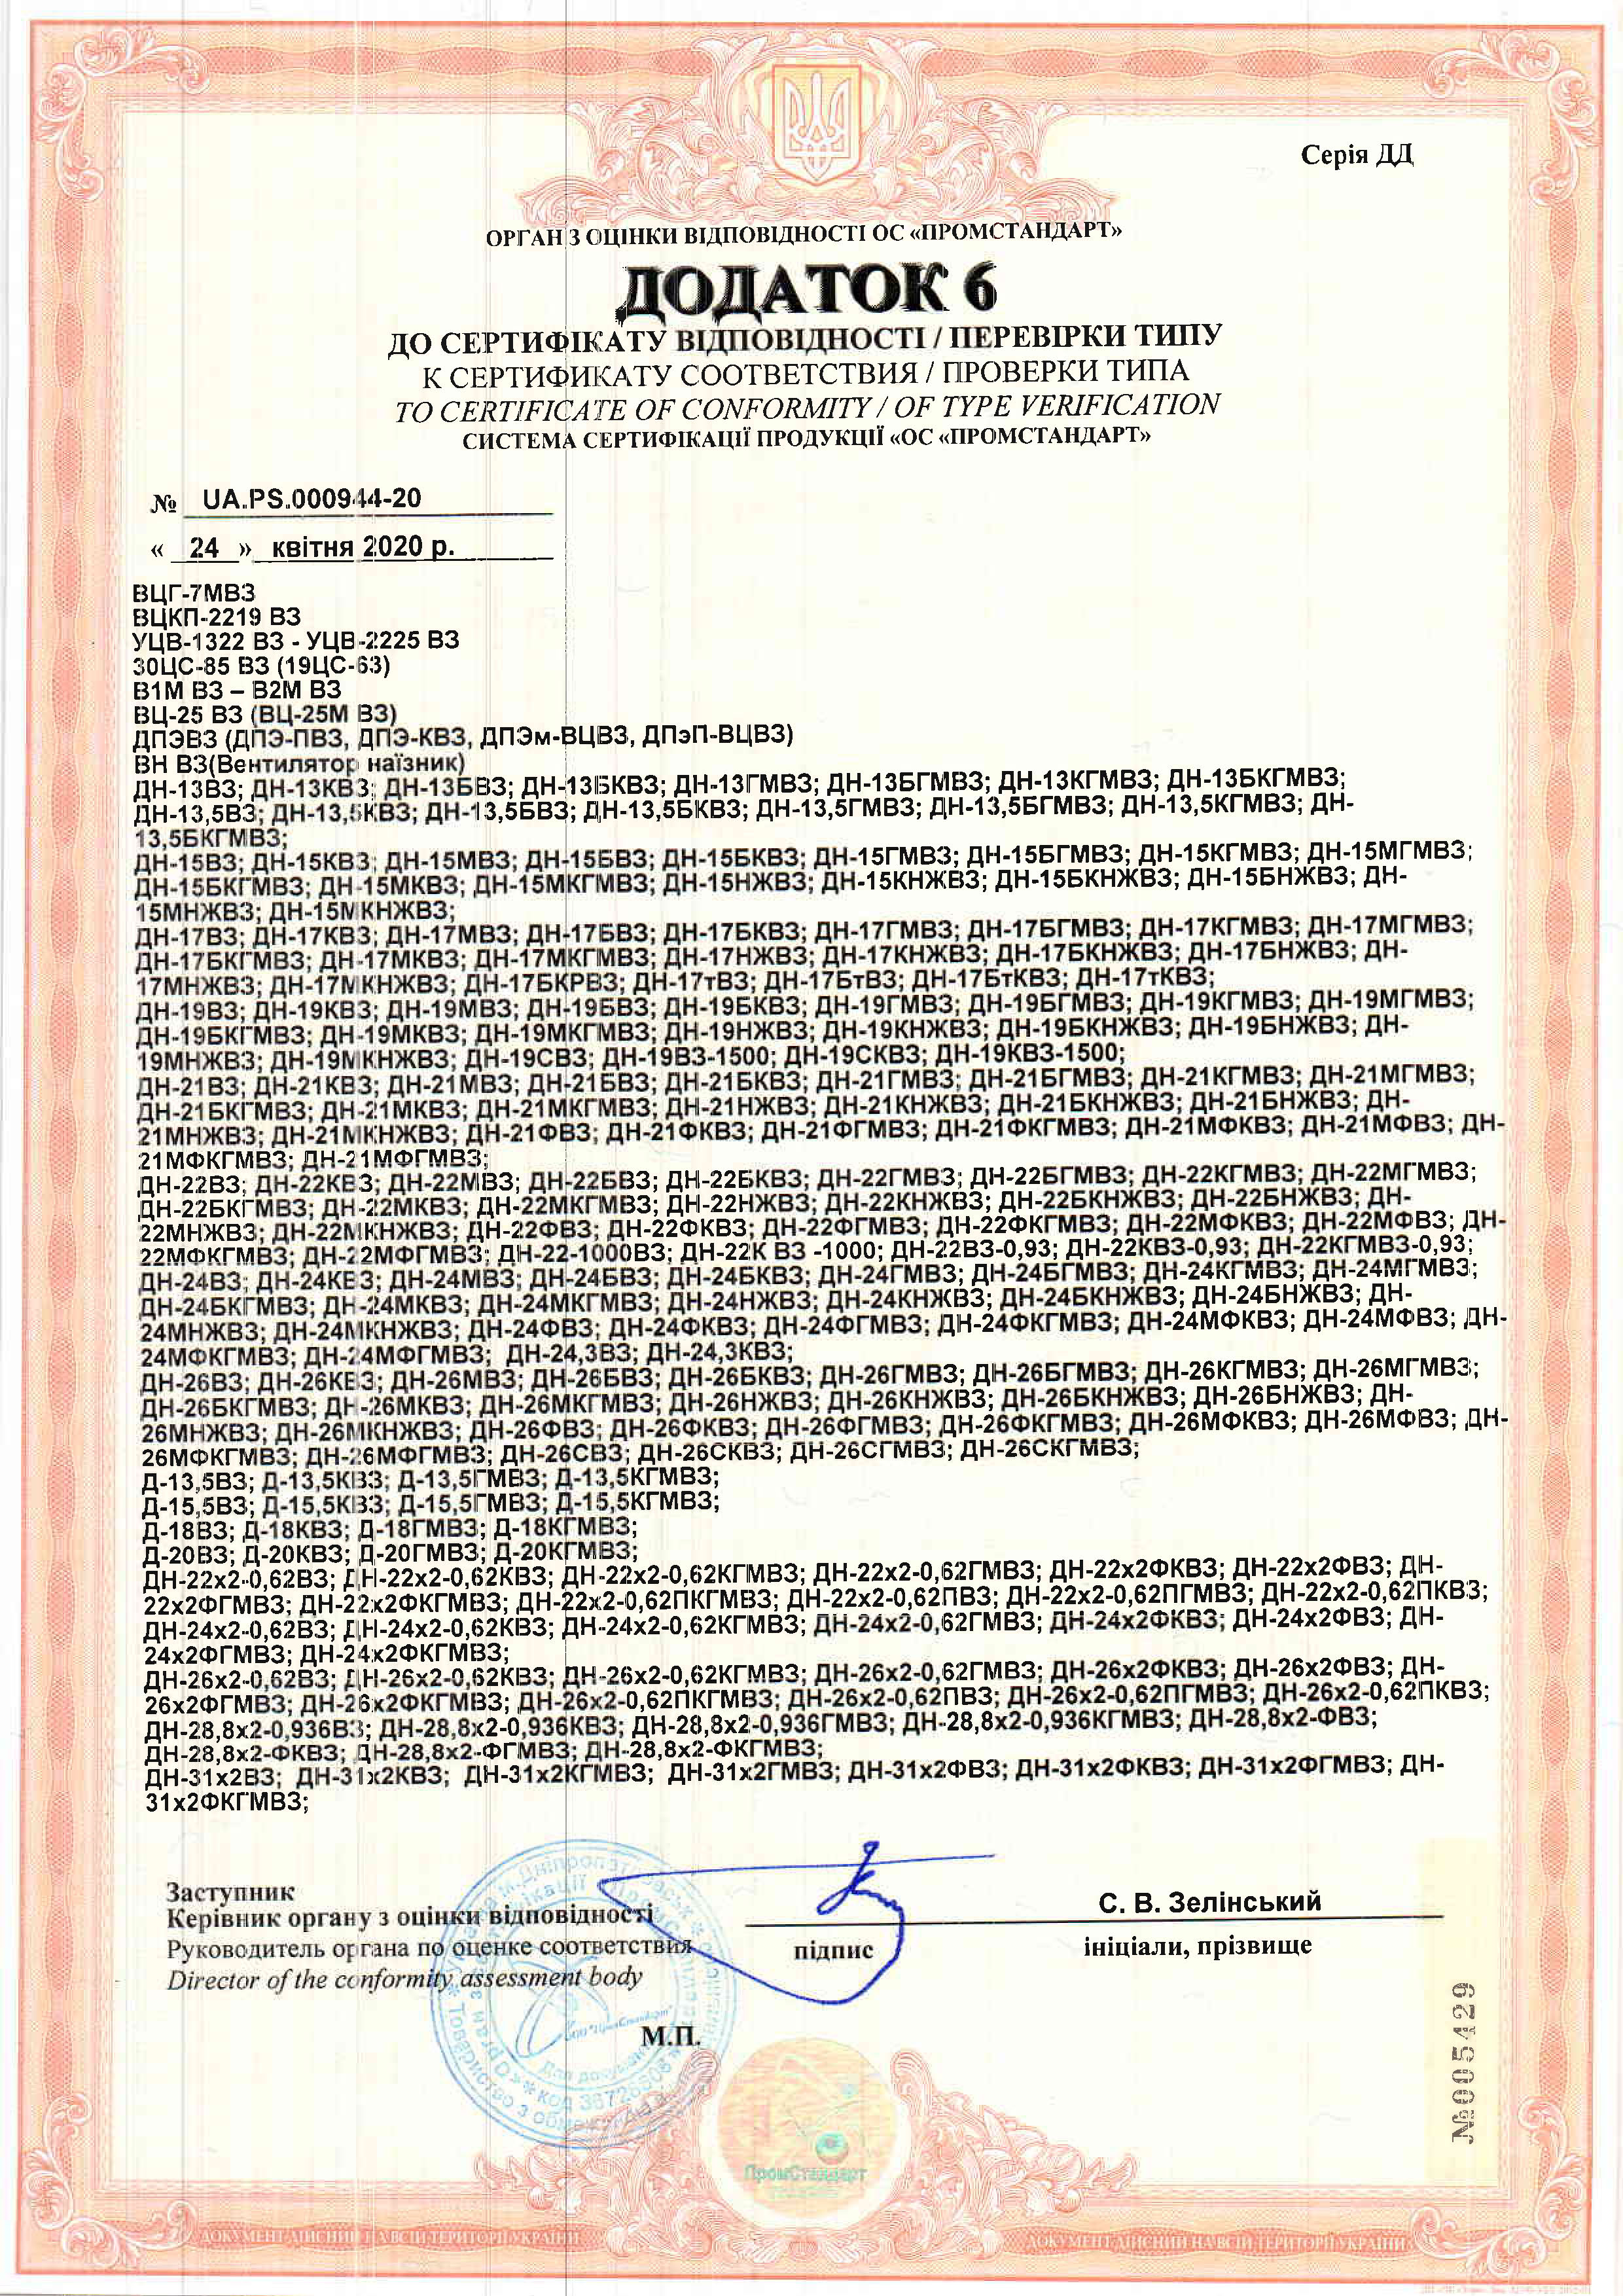 Серія ДД
ОРГАН З ОЦІНКИ ВІДПОВІДНОСТІ ОС «ПРОМСТАНДАРТ»
ДОДАТОК 6
ДО СЕРТИФІКАТУ ВІДПОВІДНОСТІ / ПЕРЕВІРКИ ТИПУ
К СЕРТИФИКАТУ СООТВЕТСТВИЯ / ПРОВЕРКИ ТИПА
TO CERTIFICATE OF CONFORMITY / OF TYPE VERIFICATION
СИСТЕМА СЕРТИФІКАЦІЇ ПРОДУКЦІЇ «ОС «ПРОМСТАНДАРТ»
№ UA.PS.000944-20
« 24 » квітня 2020 р.
ВЦГ-7МВЗ
ВЦКП-2219 ВЗ
УЦВ-1322 ВЗ - УЦВ-2225 ВЗ
30ЦС-85 ВЗ (19ЦС-63)
В1М ВЗ – В2М ВЗ
ВЦ-25 ВЗ (ВЦ-25М ВЗ)
ДПЭВЗ (ДПЭ-ПВЗ, ДПЭ-КВЗ, ДПЭм-ВЦВЗ, ДПэП-ВЦВЗ)
ВН ВЗ(Вентилятор наїзник)
ДН-13ВЗ; ДН-13КВЗ; ДН-13БВЗ; ДН-13БКВЗ; ДН-13ГМВЗ; ДН-13БГМВЗ; ДН-13КГМВЗ; ДН-13БКГМВЗ;
ДН-13,5ВЗ; ДН-13,5КВЗ; ДН-13,5БВЗ; ДН-13,5БКВЗ; ДН-13,5ГМВЗ; ДН-13,5БГМВЗ; ДН-13,5КГМВЗ; ДН-
13,5БКГМВЗ;
ДН-15ВЗ; ДН-15КВЗ; ДН-15МВЗ; ДН-15БВЗ; ДН-15БКВЗ; ДН-15ГМВЗ; ДН-15БГМВЗ; ДН-15КГМВЗ; ДН-15МГМВЗ;
ДН-15БКГМВЗ; ДН-15МКВЗ; ДН-15МКГМВЗ; ДН-15НЖВЗ; ДН-15КНЖВЗ; ДН-15БКНЖВЗ; ДН-15БНЖВЗ; ДН-
15МНЖВЗ; ДН-15МКНЖВЗ;
ДН-17ВЗ; ДН-17КВЗ; ДН-17МВЗ; ДН-17БВЗ; ДН-17БКВЗ; ДН-17ГМВЗ; ДН-17БГМВЗ; ДН-17КГМВЗ; ДН-17МГМВЗ;
ДН-17БКГМВЗ; ДН-17МКВЗ; ДН-17МКГМВЗ; ДН-17НЖВЗ; ДН-17КНЖВЗ; ДН-17БКНЖВЗ; ДН-17БНЖВЗ; ДН-
17МНЖВЗ; ДН-17МКНЖВЗ; ДН-17БКРВЗ; ДН-17тВЗ; ДН-17БтВЗ; ДН-17БтКВЗ; ДН-17тКВЗ;
ДН-19ВЗ; ДН-19КВЗ; ДН-19МВЗ; ДН-19БВЗ; ДН-19БКВЗ; ДН-19ГМВЗ; ДН-19БГМВЗ; ДН-19КГМВЗ; ДН-19МГМВЗ;
ДН-19БКГМВЗ; ДН-19МКВЗ; ДН-19МКГМВЗ; ДН-19НЖВЗ; ДН-19КНЖВЗ; ДН-19БКНЖВЗ; ДН-19БНЖВЗ; ДН-
19МНЖВЗ; ДН-19МКНЖВЗ; ДН-19СВЗ; ДН-19ВЗ-1500; ДН-19СКВЗ; ДН-19КВЗ-1500;
ДН-21ВЗ; ДН-21КВЗ; ДН-21МВЗ; ДН-21БВЗ; ДН-21БКВЗ; ДН-21ГМВЗ; ДН-21БГМВЗ; ДН-21КГМВЗ; ДН-21МГМВЗ;
ДН-21БКГМВЗ; ДН-21МКВЗ; ДН-21МКГМВЗ; ДН-21НЖВЗ; ДН-21КНЖВЗ; ДН-21БКНЖВЗ; ДН-21БНЖВЗ; ДН-
21МНЖВЗ; ДН-21МКНЖВЗ; ДН-21ФВЗ; ДН-21ФКВЗ; ДН-21ФГМВЗ; ДН-21ФКГМВЗ; ДН-21МФКВЗ; ДН-21МФВЗ; ДН-
21МФКГМВЗ; ДН-21МФГМВЗ;
ДН-22ВЗ; ДН-22КВЗ; ДН-22МВЗ; ДН-22БВЗ; ДН-22БКВЗ; ДН-22ГМВЗ; ДН-22БГМВЗ; ДН-22КГМВЗ; ДН-22МГМВЗ;
ДН-22БКГМВЗ; ДН-22МКВЗ; ДН-22МКГМВЗ; ДН-22НЖВЗ; ДН-22КНЖВЗ; ДН-22БКНЖВЗ; ДН-22БНЖВЗ; ДН-
22МНЖВЗ; ДН-22МКНЖВЗ; ДН-22ФВЗ; ДН-22ФКВЗ; ДН-22ФГМВЗ; ДН-22ФКГМВЗ; ДН-22МФКВЗ; ДН-22МФВЗ; ДН-
22МФКГМВЗ; ДН-22МФГМВЗ; ДН-22-1000ВЗ; ДН-22К ВЗ -1000; ДН-22ВЗ-0,93; ДН-22КВЗ-0,93; ДН-22КГМВЗ-0,93;
ДН-24ВЗ; ДН-24КВЗ; ДН-24МВЗ; ДН-24БВЗ; ДН-24БКВЗ; ДН-24ГМВЗ; ДН-24БГМВЗ; ДН-24КГМВЗ; ДН-24МГМВЗ;
ДН-24БКГМВЗ; ДН-24МКВЗ; ДН-24МКГМВЗ; ДН-24НЖВЗ; ДН-24КНЖВЗ; ДН-24БКНЖВЗ; ДН-24БНЖВЗ; ДН-
24МНЖВЗ; ДН-24МКНЖВЗ; ДН-24ФВЗ; ДН-24ФКВЗ; ДН-24ФГМВЗ; ДН-24ФКГМВЗ; ДН-24МФКВЗ; ДН-24МФВЗ; ДН-
24МФКГМВЗ; ДН-24МФГМВЗ; ДН-24,3ВЗ; ДН-24,3КВЗ;
ДН-26ВЗ; ДН-26КВЗ; ДН-26МВЗ; ДН-26БВЗ; ДН-26БКВЗ; ДН-26ГМВЗ; ДН-26БГМВЗ; ДН-26КГМВЗ; ДН-26МГМВЗ;
ДН-26БКГМВЗ; ДН-26МКВЗ; ДН-26МКГМВЗ; ДН-26НЖВЗ; ДН-26КНЖВЗ; ДН-26БКНЖВЗ; ДН-26БНЖВЗ; ДН-
26МНЖВЗ; ДН-26МКНЖВЗ; ДН-26ФВЗ; ДН-26ФКВЗ; ДН-26ФГМВЗ; ДН-26ФКГМВЗ; ДН-26МФКВЗ; ДН-26МФВЗ; ДН-
26МФКГМВЗ; ДН-26МФГМВЗ; ДН-26СВЗ; ДН-26СКВЗ; ДН-26СГМВЗ; ДН-26СКГМВЗ;
Д-13,5ВЗ; Д-13,5КВЗ; Д-13,5ГМВЗ; Д-13,5КГМВЗ;
Д-15,5ВЗ; Д-15,5КВЗ; Д-15,5ГМВЗ; Д-15,5КГМВЗ;
Д-18ВЗ; Д-18КВЗ; Д-18ГМВЗ; Д-18КГМВЗ;
Д-20ВЗ; Д-20КВЗ; Д-20ГМВЗ; Д-20КГМВЗ;
ДН-22х2-0,62ВЗ; ДН-22х2-0,62КВЗ; ДН-22х2-0,62КГМВЗ; ДН-22х2-0,62ГМВЗ; ДН-22х2ФКВЗ; ДН-22х2ФВЗ; ДН-
22х2ФГМВЗ; ДН-22х2ФКГМВЗ; ДН-22х2-0,62ПКГМВЗ; ДН-22х2-0,62ПВЗ; ДН-22х2-0,62ПГМВЗ; ДН-22х2-0,62ПКВЗ;
ДН-24х2-0,62ВЗ; ДН-24х2-0,62КВЗ; ДН-24х2-0,62КГМВЗ; ДН-24х2-0,62ГМВЗ; ДН-24х2ФКВЗ; ДН-24х2ФВЗ; ДН-
24х2ФГМВЗ; ДН-24х2ФКГМВЗ;
ДН-26х2-0,62ВЗ; ДН-26х2-0,62КВЗ; ДН-26х2-0,62КГМВЗ; ДН-26х2-0,62ГМВЗ; ДН-26х2ФКВЗ; ДН-26х2ФВЗ; ДН-
26х2ФГМВЗ; ДН-26х2ФКГМВЗ; ДН-26х2-0,62ПКГМВЗ; ДН-26х2-0,62ПВЗ; ДН-26х2-0,62ПГМВЗ; ДН-26х2-0,62ПКВЗ;
ДН-28,8х2-0,936ВЗ; ДН-28,8х2-0,936КВЗ; ДН-28,8х2-0,936ГМВЗ; ДН-28,8х2-0,936КГМВЗ; ДН-28,8х2-ФВЗ;
ДН-28,8х2-ФКВЗ; ДН-28,8х2-ФГМВЗ; ДН-28,8х2-ФКГМВЗ;
ДН-31х2ВЗ; ДН-31х2КВЗ; ДН-31х2КГМВЗ; ДН-31х2ГМВЗ; ДН-31х2ФВЗ; ДН-31х2ФКВЗ; ДН-31х2ФГМВЗ; ДН-
31х2ФКГМВЗ;
Заступник
Керівник органу з оцінки відповідності
Руководитель органа по оценке соответствия
Director of the conformity assessment body
підпис
С. В. Зелінський
ініціали, прізвище
М.П.
№005429
ПромСтандарт
ДОКУМЕНТ ДІЙСНИЙ НА ВСІЙ ТЕРИТОРІЇ УКРАЇНИ
ДОКУМЕНТ ДІЙСНИЙ НА ВСІЙ ТЕРИТОРІЇ УКРАЇНИ